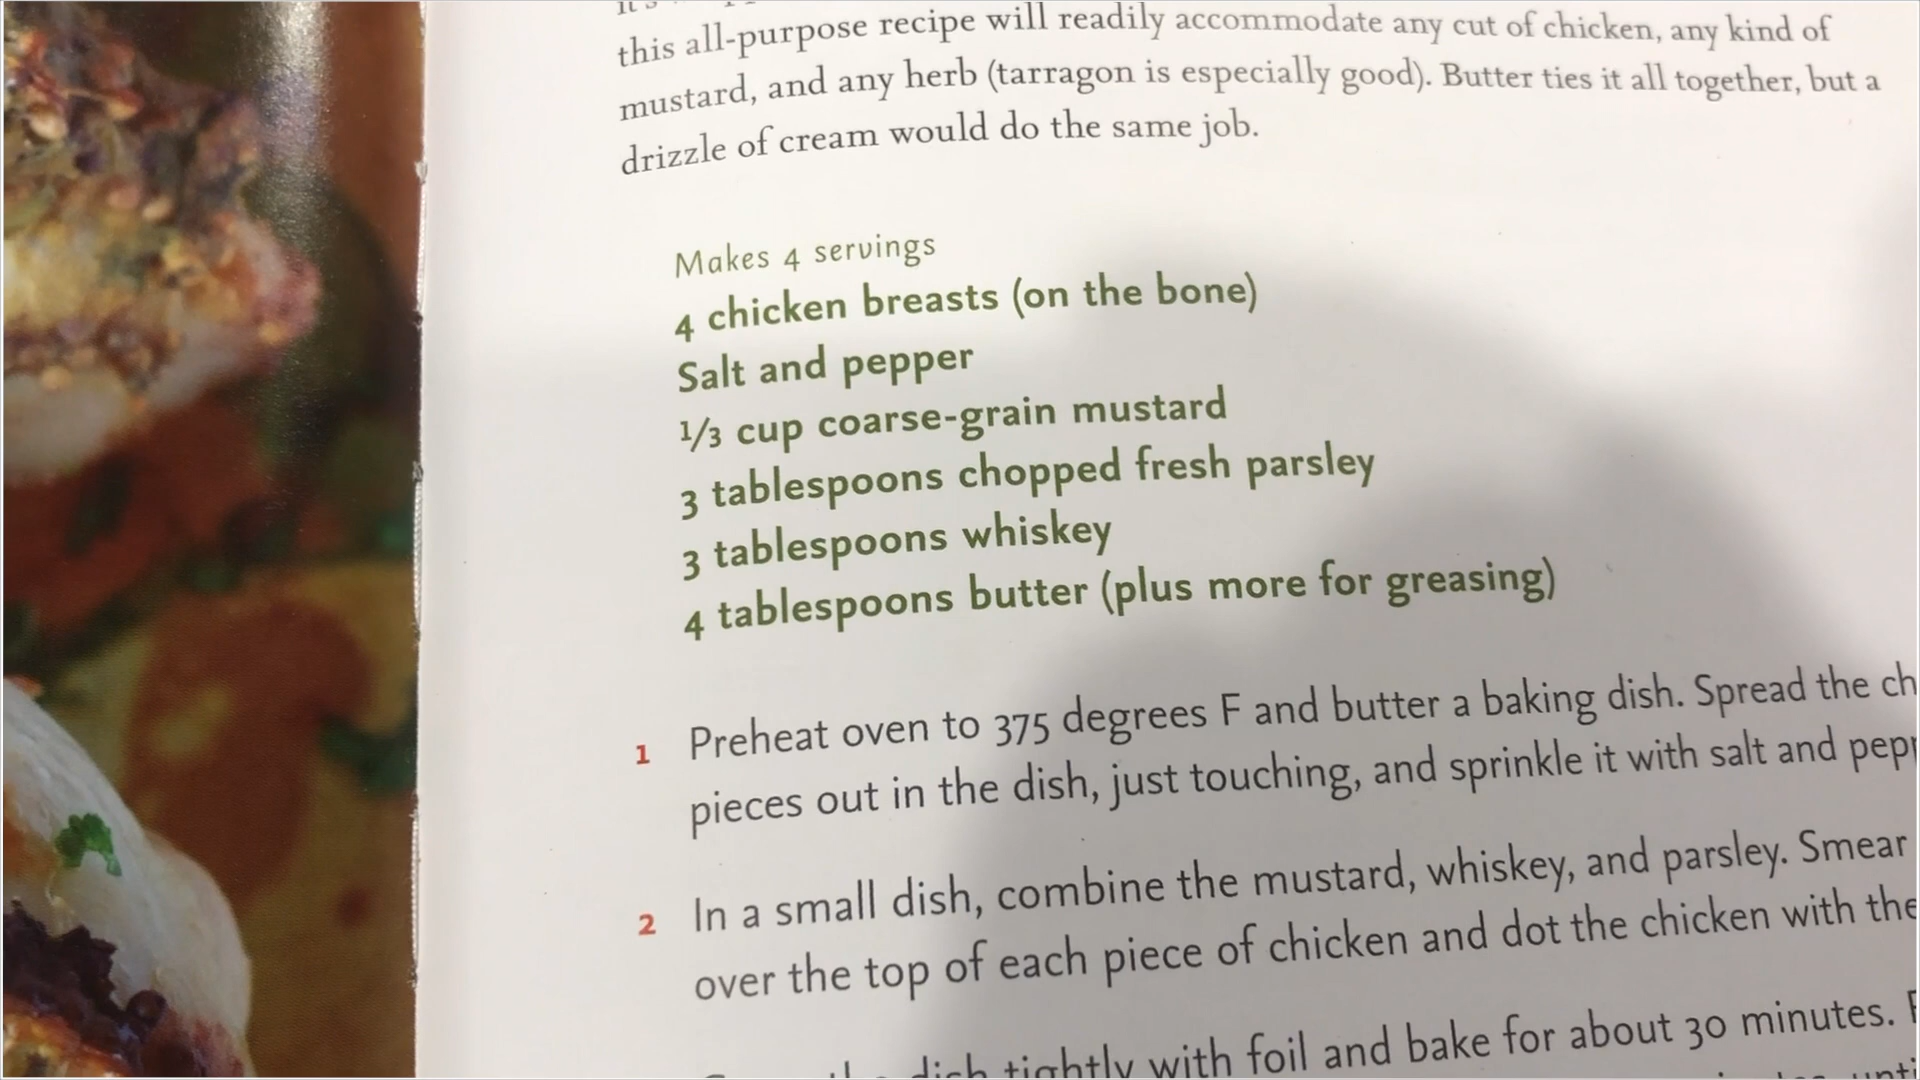 this all-purpose recipe will readily accommodate any cut of chicken, any kind of
mustard, and any herb (tarragon is especially good). Butter ties it all together, but a
drizzle of cream would do the same job.
Makes 4 servings
4 chicken breasts (on the bone)
Salt and pepper
1/3 cup coarse-grain mustard
3 tablespoons chopped fresh parsley
3 tablespoons whiskey
4 tablespoons butter (plus more for greasing)
1 Preheat oven to 375 degrees F and butter a baking dish. Spread the ch
pieces out in the dish, just touching, and sprinkle it with salt and pep
2 In a small dish, combine the mustard, whiskey, and parsley. Smear
over the top of each piece of chicken and dot the chicken with the
dish tightly with foil and bake for about 30 minutes.